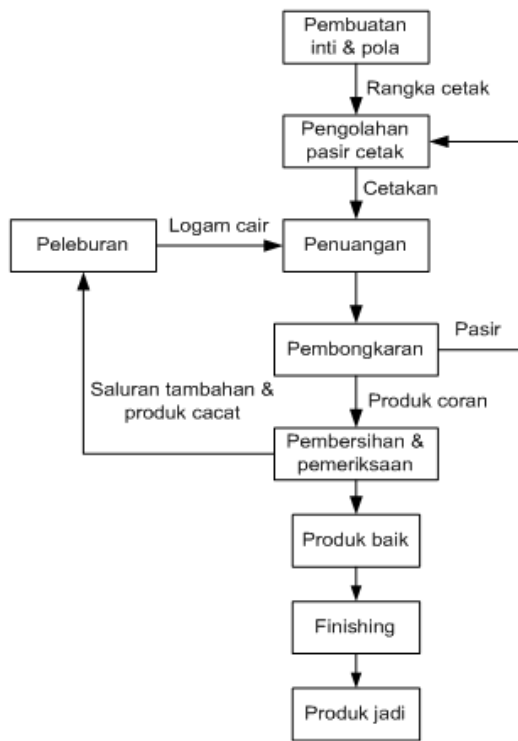 Pembuatan
inti & pola
Rangka cetak
Pengolahan
pasir cetak
Cetakan
Logam cair
Peleburan
Penuangan
Pasir
Pembongkaran
Saluran tambahan &
produk cacat
Produk coran
Pembersihan &
pemeriksaan
Produk baik
Finishing
Produk jadi